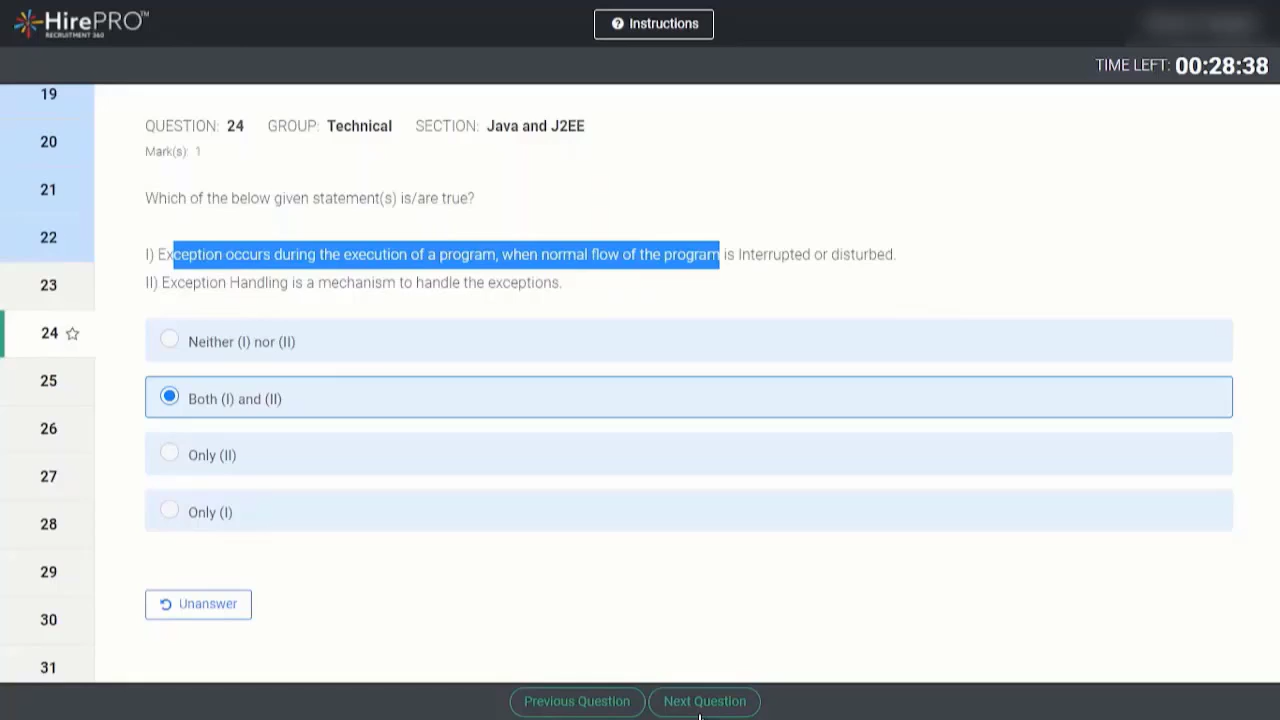 HirePRO™
RECRUITMENT 360
Instructions
TIME LEFT: 00:28:38
19
20
21
22
23
24
25
26
27
28
29
30
31
QUESTION: 24 GROUP: Technical SECTION: Java and J2EE
Mark(s): 1
Which of the below given statement(s) is/are true?
I) Exception occurs during the execution of a program, when normal flow of the program is Interrupted or disturbed.
II) Exception Handling is a mechanism to handle the exceptions.
Neither (I) nor (II)
Both (I) and (II)
Only (II)
Only (I)
Unanswer
Previous Question Next Question